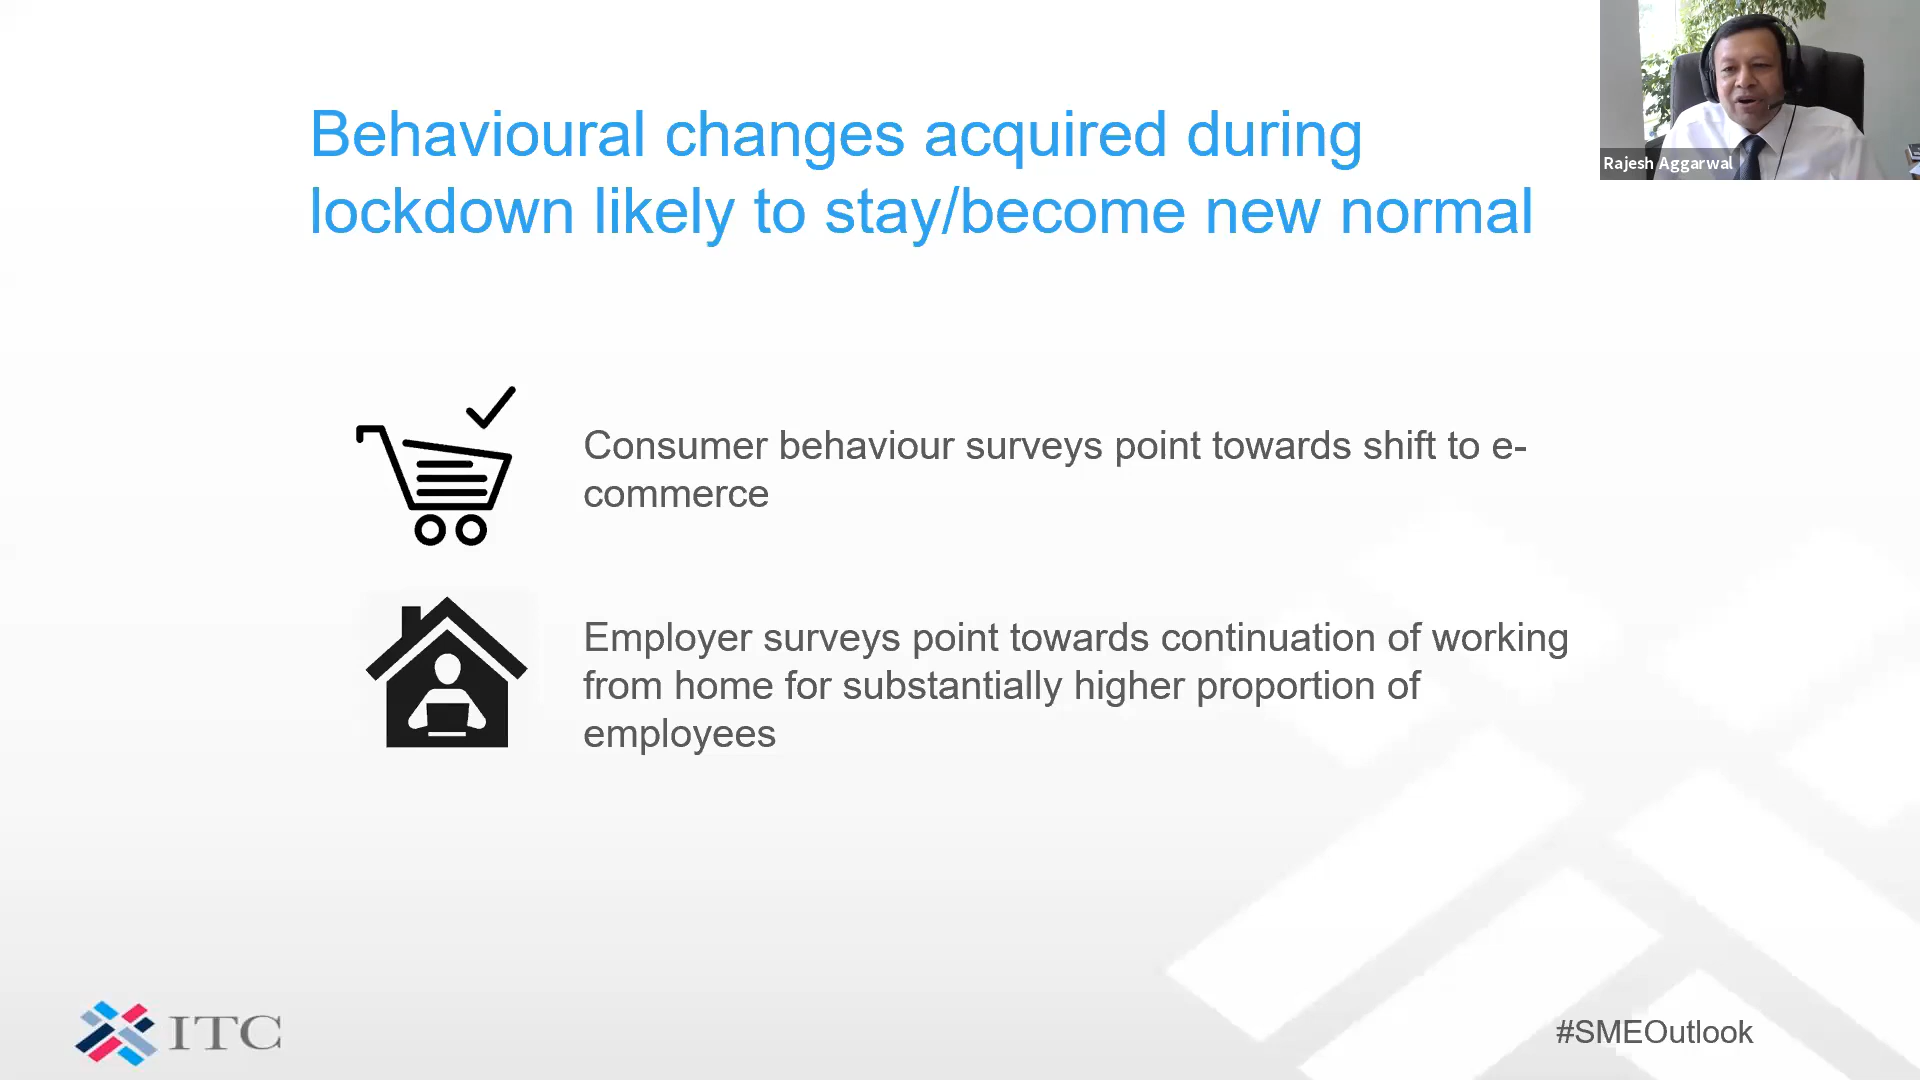 Behavioural changes acquired during
lockdown likely to stay/become new normal
Rajesh Aggarwal
Consumer behaviour surveys point towards shift to e-
commerce
Employer surveys point towards continuation of working
from home for substantially higher proportion of
employees
ITC
#SMEOutlook